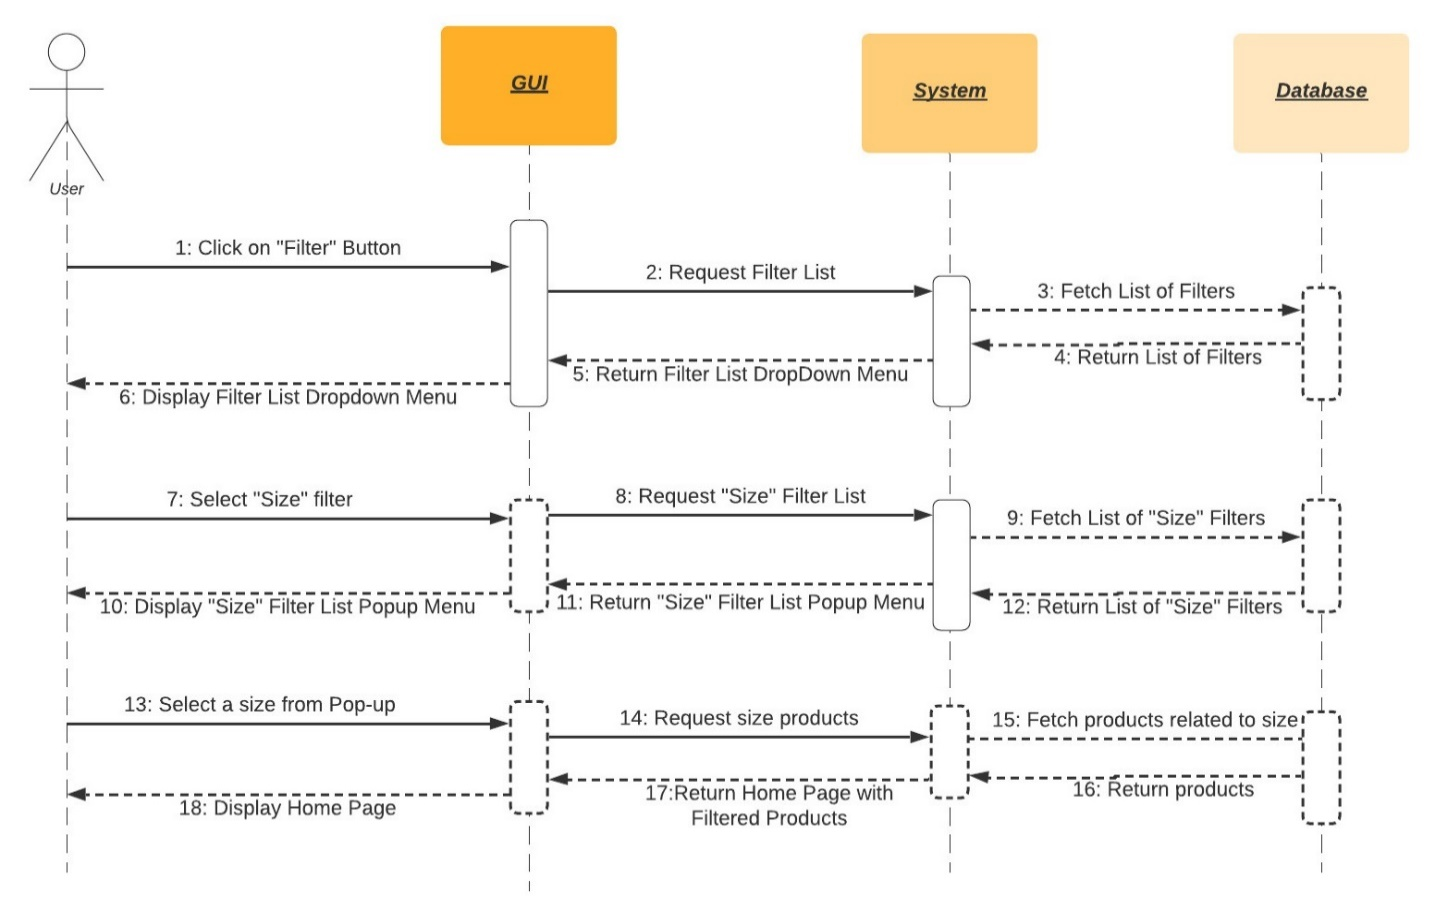 GUI
System
Database
User
1: Click on "Filter" Button
2: Request Filter List
3: Fetch List of Filters
4: Return List of Filters
5: Return Filter List DropDown Menu
6: Display Filter List Dropdown Menu
7: Select "Size" filter
8: Request "Size" Filter List
9: Fetch List of "Size" Filters
10: Display "Size" Filter List Popup Menu
11: Return "Size" Filter List Popup Menu
12: Return List of "Size" Filters
13: Select a size from Pop-up
14: Request size products
15: Fetch products related to size
16: Return products
17:Return Home Page with
Filtered Products
18: Display Home Page